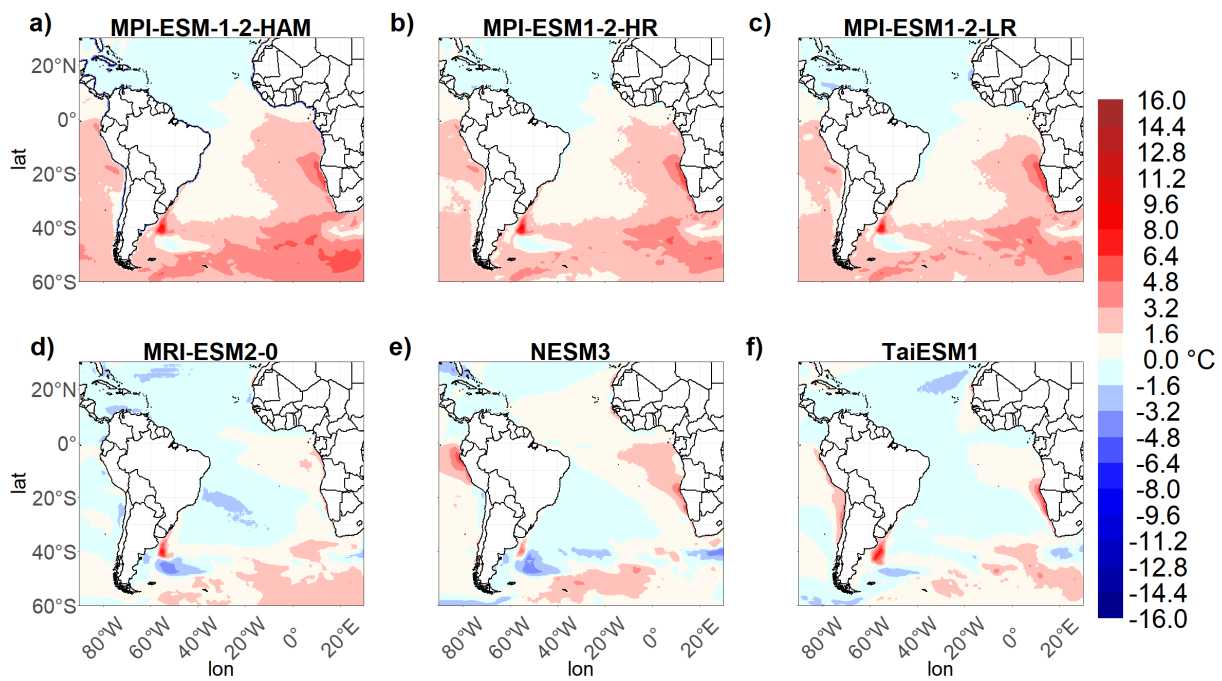 a) MPI-ESM-1-2-HAM
b) MPI-ESM1-2-HR
c) MPI-ESM1-2-LR
20°N
0°
20°S
40°S
60°S
lat
d) MRI-ESM2-0
e) NESM3
f) TaiESM1
20°N
0°
20°S
40°S
60°S
lat
80°W 60°W 40°W 20°W 0° 20°E
80°W 60°W 40°W 20°W 0° 20°E
80°W 60°W 40°W 20°W 0° 20°E
lon
lon
lon
16.0
14.4
12.8
11.2
9.6
8.0
6.4
4.8
3.2
1.6
0.0 °C
-1.6
-3.2
-4.8
-6.4
-8.0
-9.6
-11.2
-12.8
-14.4
-16.0